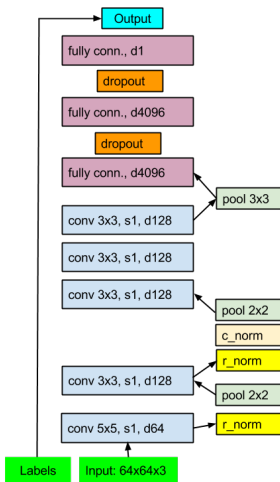 Output
fully conn., d1
dropout
fully conn., d4096
dropout
fully conn., d4096
pool 3x3
conv 3x3, s1, d128
conv 3x3, s1, d128
conv 3x3, s1, d128
pool 2x2
c_norm
r_norm
conv 3x3, s1, d128
pool 2x2
r_norm
conv 5x5, s1, d64
Labels
Input: 64x64x3